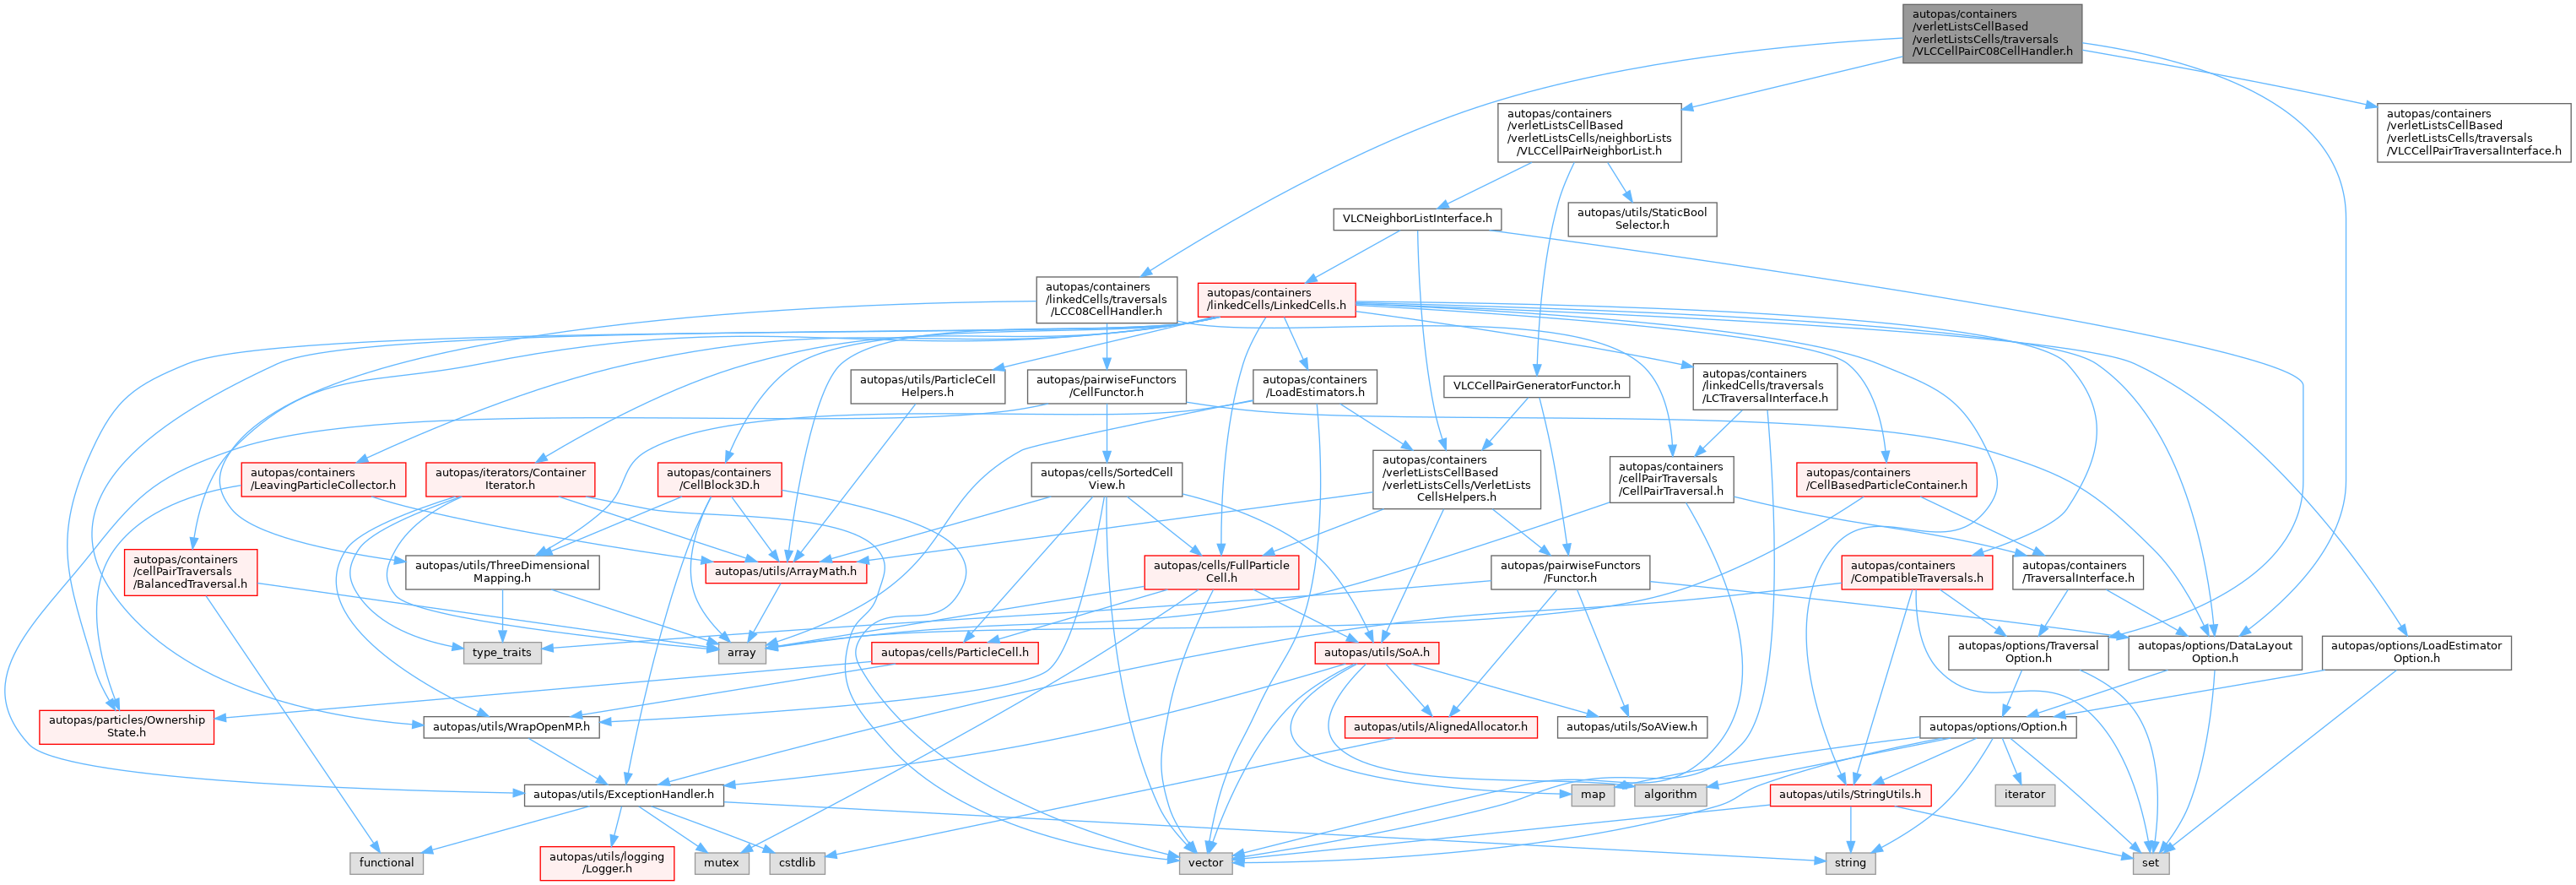 autopas/containers
/verletListsCellBased
/verletListsCells/traversals
/VLCCellPairC08CellHandler.h
autopas/containers
/verletListsCellBased
/verletListsCells/neighborLists
/VLCCellPairNeighborList.h
autopas/containers
/verletListsCellBased
/verletListsCells/traversals
/VLCCellPairTraversalInterface.h
VLCNeighborListInterface.h
autopas/utils/StaticBool
Selector.h
autopas/containers
/linkedCells/traversals
/LCC08CellHandler.h
autopas/containers
/linkedCells/LinkedCells.h
autopas/utils/ParticleCell
Helpers.h
autopas/pairwiseFunctors
/CellFunctor.h
autopas/containers
/LoadEstimators.h
VLCCellPairGeneratorFunctor.h
autopas/containers
/linkedCells/traversals
/LCTraversalInterface.h
autopas/containers
/LeavingParticleCollector.h
autopas/iterators/Container
Iterator.h
autopas/containers
/CellBlock3D.h
autopas/cells/SortedCell
View.h
autopas/containers
/verletListsCellBased
/verletListsCells/VerletLists
CellsHelpers.h
autopas/containers
/cellPairTraversals
/CellPairTraversal.h
autopas/containers
/CellBasedParticleContainer.h
autopas/containers
/cellPairTraversals
/BalancedTraversal.h
autopas/utils/ThreeDimensional
Mapping.h
autopas/utils/ArrayMath.h
autopas/cells/FullParticle
Cell.h
autopas/pairwiseFunctors
/Functor.h
autopas/containers
/CompatibleTraversals.h
autopas/containers
/TraversalInterface.h
type_traits
array
autopas/cells/ParticleCell.h
autopas/utils/SoA.h
autopas/options/Traversal
Option.h
autopas/options/DataLayout
Option.h
autopas/options/LoadEstimator
Option.h
autopas/particles/Ownership
State.h
autopas/utils/WrapOpenMP.h
autopas/utils/AlignedAllocator.h
autopas/utils/SoAView.h
autopas/options/Option.h
autopas/utils/ExceptionHandler.h
map
algorithm
autopas/utils/StringUtils.h
iterator
functional
autopas/utils/logging
/Logger.h
mutex
cstdlib
vector
string
set